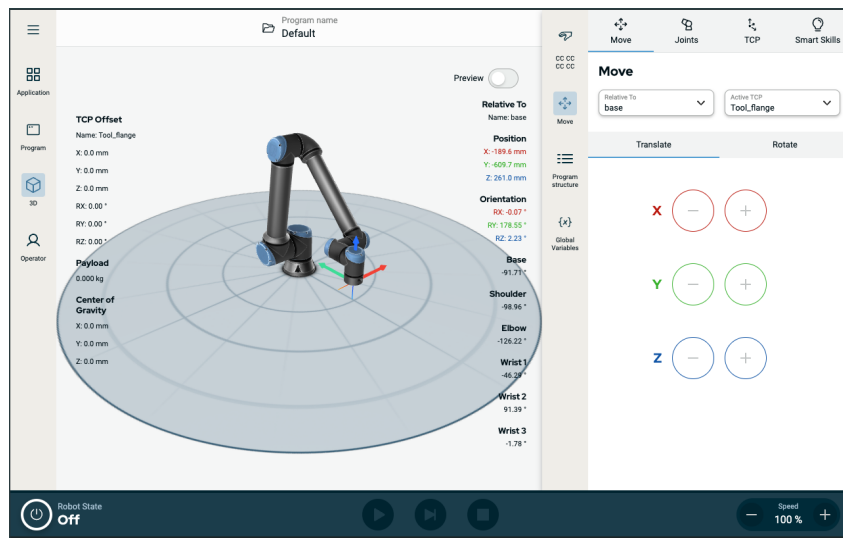 Program name
Default
Application
Program
3D
Operator
Preview
TCP Offset
Name: Tool_flange
X: 0.0 mm
Y: 0.0 mm
Z: 0.0 mm
RX: 0.00 °
RY: 0.00 °
RZ: 0.00 °
Payload
0.000 kg
Center of
Gravity
X: 0.0 mm
Y: 0.0 mm
Z: 0.0 mm
Relative To
Name: base
Position
X: -189.6 mm
Y: -609.7 mm
Z: 261.0 mm
Orientation
RX: -0.07 °
RY: 178.55 °
RZ: 2.23 °
Base
-91.71 °
Shoulder
-98.96 °
Elbow
-126.22 °
Wrist 1
-46.29 °
Wrist 2
91.39 °
Wrist 3
-1.78 °
CC CC
CC CC
Move
Program
structure
{x}
Global
Variables
Move
Joints
TCP
Smart Skills
Move
Relative To
base
Active TCP
Tool_flange
Translate
Rotate
X − +
Y − +
Z − +
Robot State
Off
Speed
− 100 % +